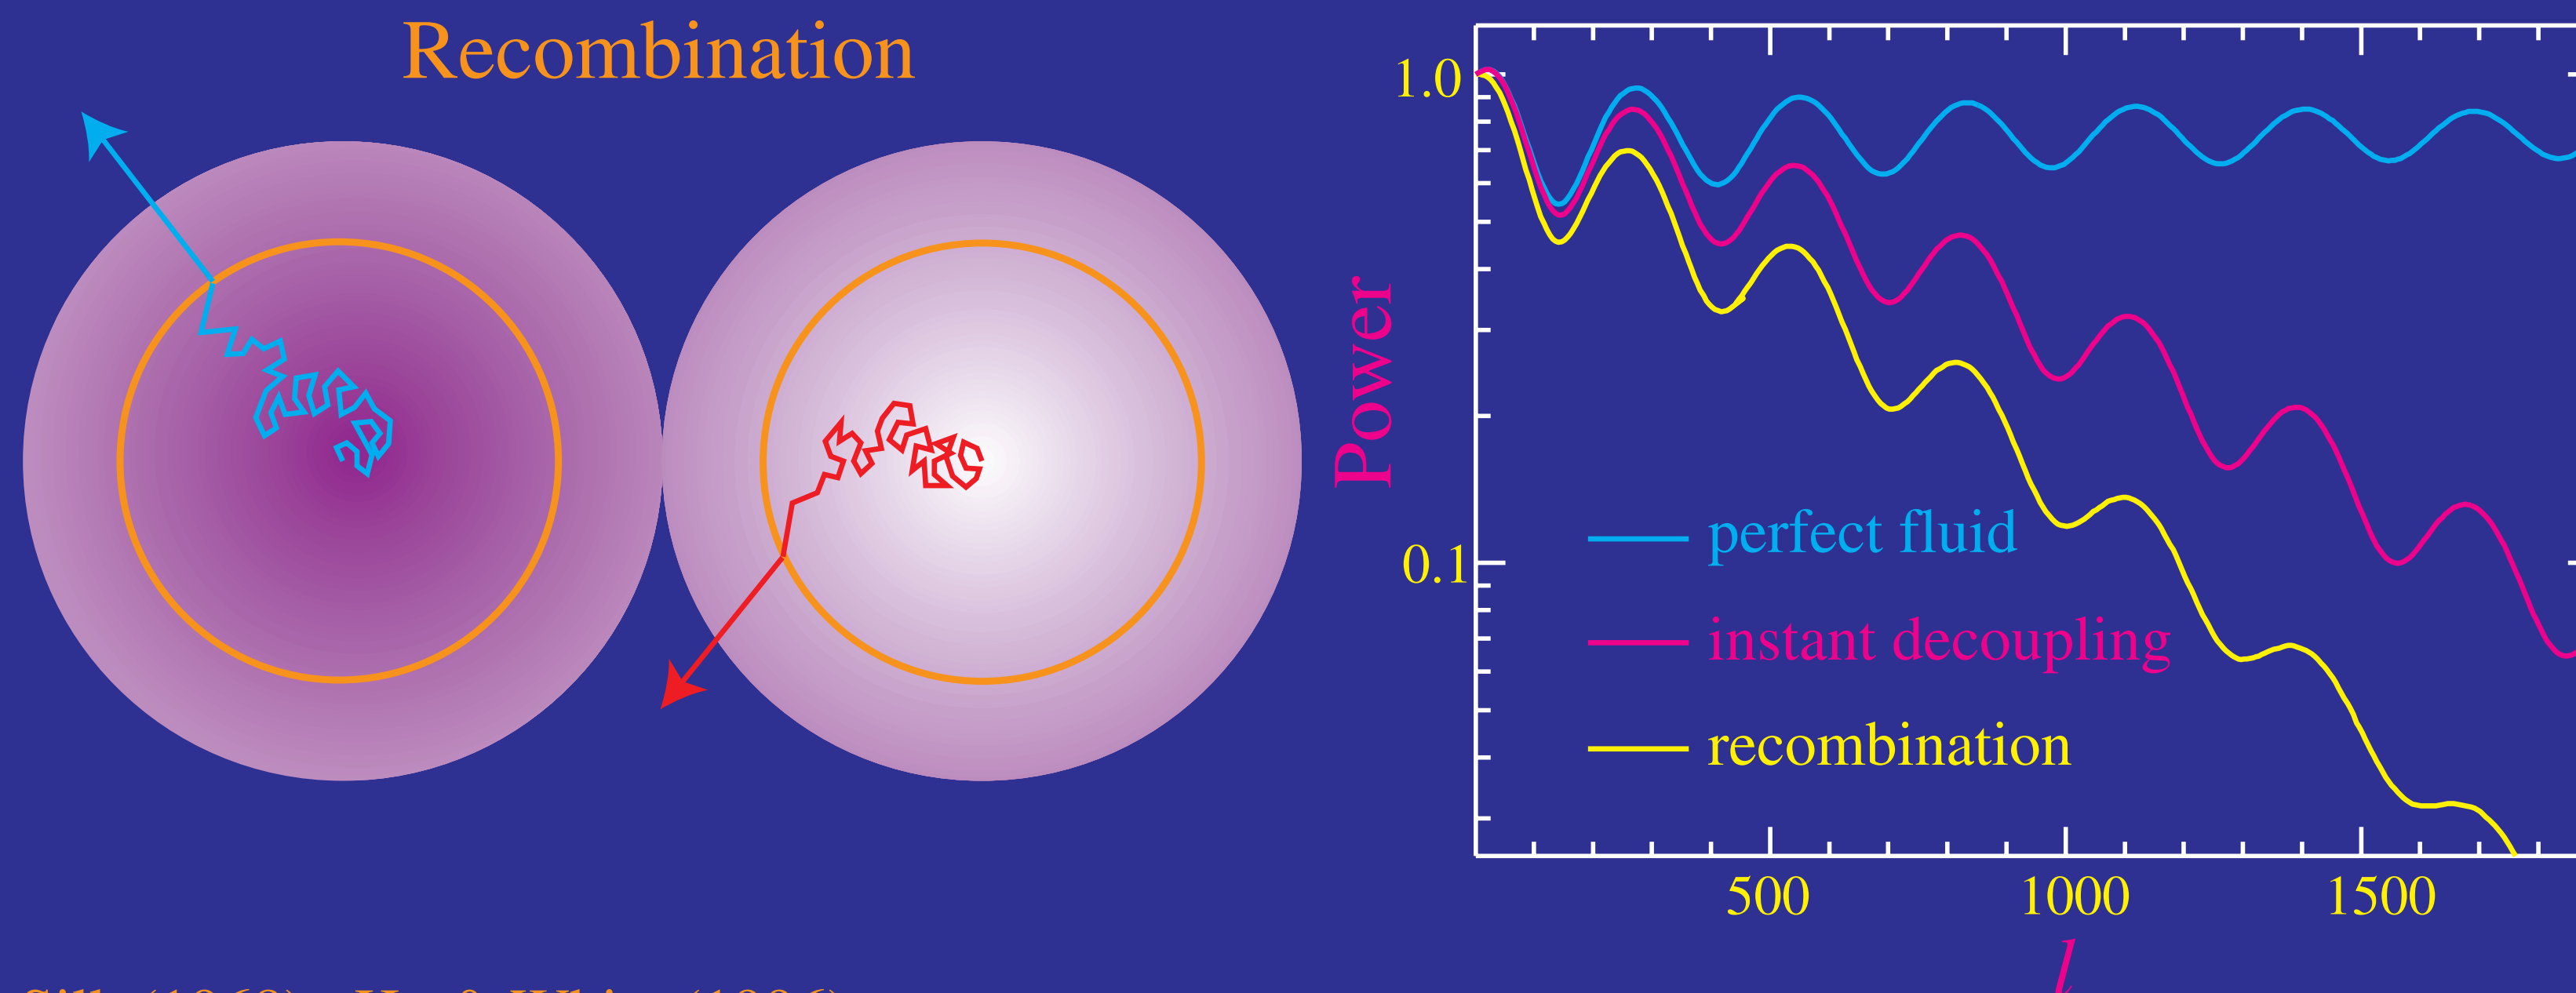 Recombination
1.0
0.1
Power
perfect fluid
instant decoupling
recombination
500 1000 1500
l